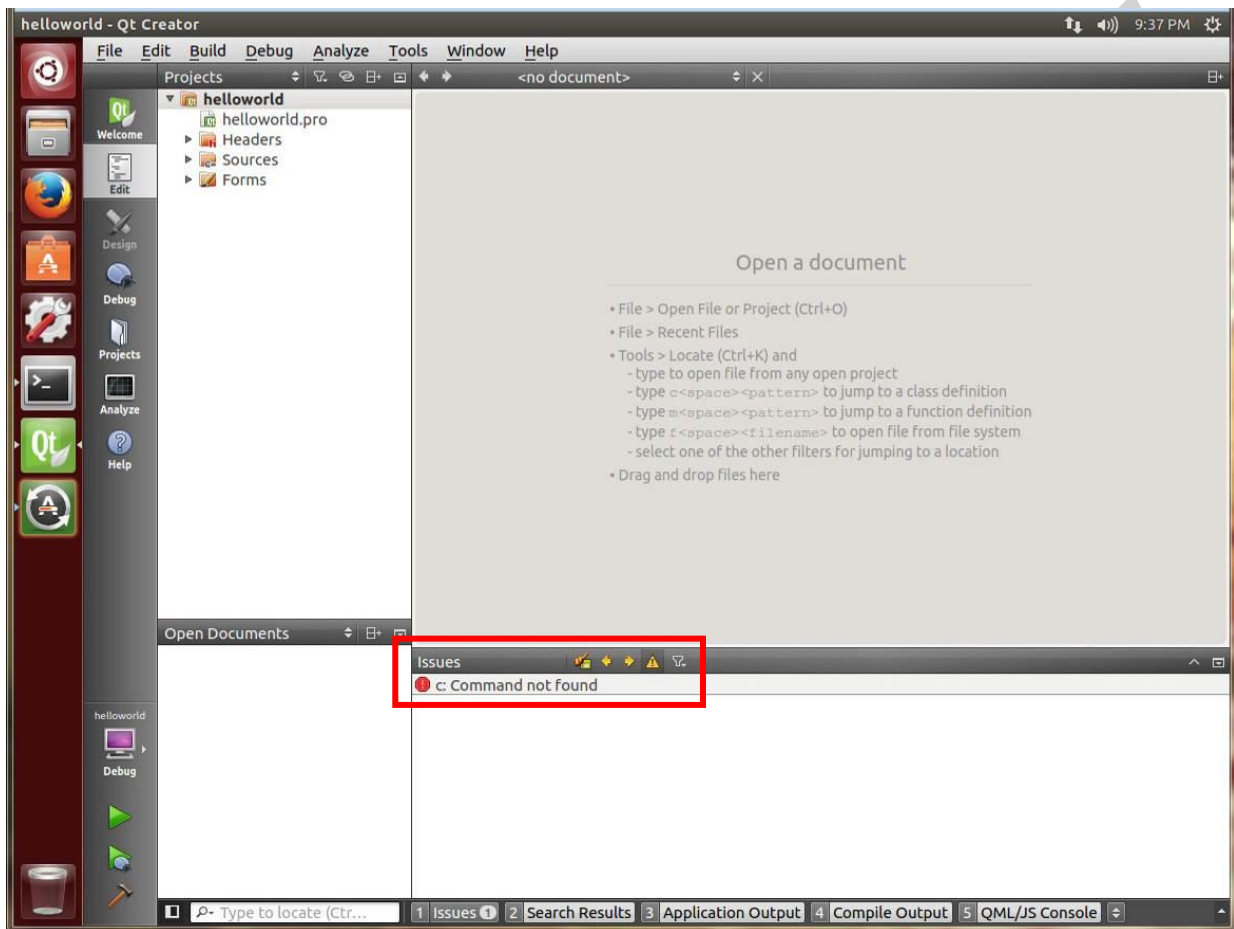 helloworld - Qt Creator
9:37 PM
File Edit Build Debug Analyze Tools Window Help
Projects
<no document>
helloworld
helloworld.pro
Headers
Sources
Forms
Welcome
Edit
Design
Debug
Projects
Analyze
Help
Qt
Open a document
• File > Open File or Project (Ctrl+O)
• File > Recent Files
• Tools > Locate (Ctrl+K) and
- type to open file from any open project
- type c<space><pattern> to jump to a class definition
- type m<space><pattern> to jump to a function definition
- type f<space><filename> to open file from file system
- select one of the other filters for jumping to a location
• Drag and drop files here
Open Documents
Issues
c: Command not found
helloworld
Debug
Type to locate (Ctr...
1 Issues 1 2 Search Results 3 Application Output 4 Compile Output 5 QML/JS Console